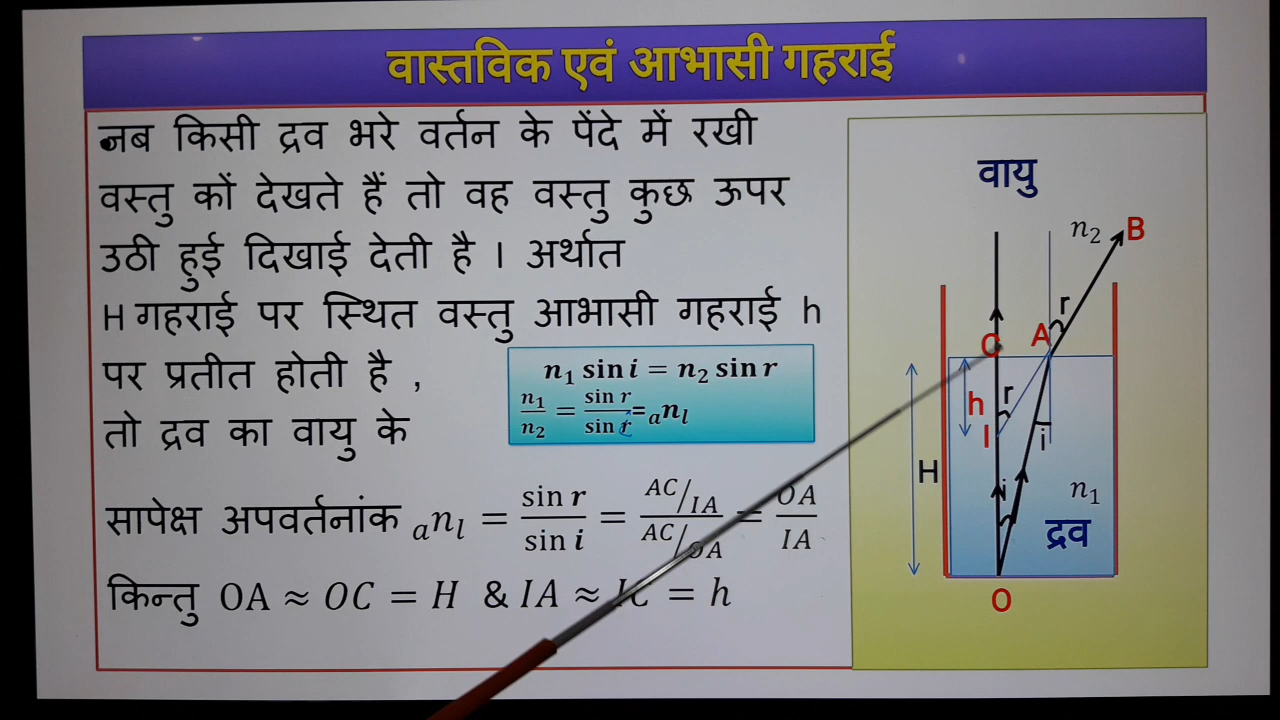 वास्तविक एवं आभासी गहराई
जब किसी द्रव भरे वर्तन के पेंदे में रखी
वस्तु कों देखते हैं तो वह वस्तु कुछ ऊपर
उठी हुई दिखाई देती है । अर्थात
H गहराई पर स्थित वस्तु आभासी गहराई h
पर प्रतीत होती है ,
तो द्रव का वायु के
n₁ sin i = n₂ sin r
n₁/n₂ = sin r/sin i = ₐnₗ
सापेक्ष अपवर्तनांक ₐnₗ = sin r/sin i = (AC/IA)/(AC/OA) = OA/IA
किन्तु OA ≈ OC = H & IA ≈ IC = h
वायु
n₂ B
r
C A
h r
I i
H
i n₁
द्रव
O